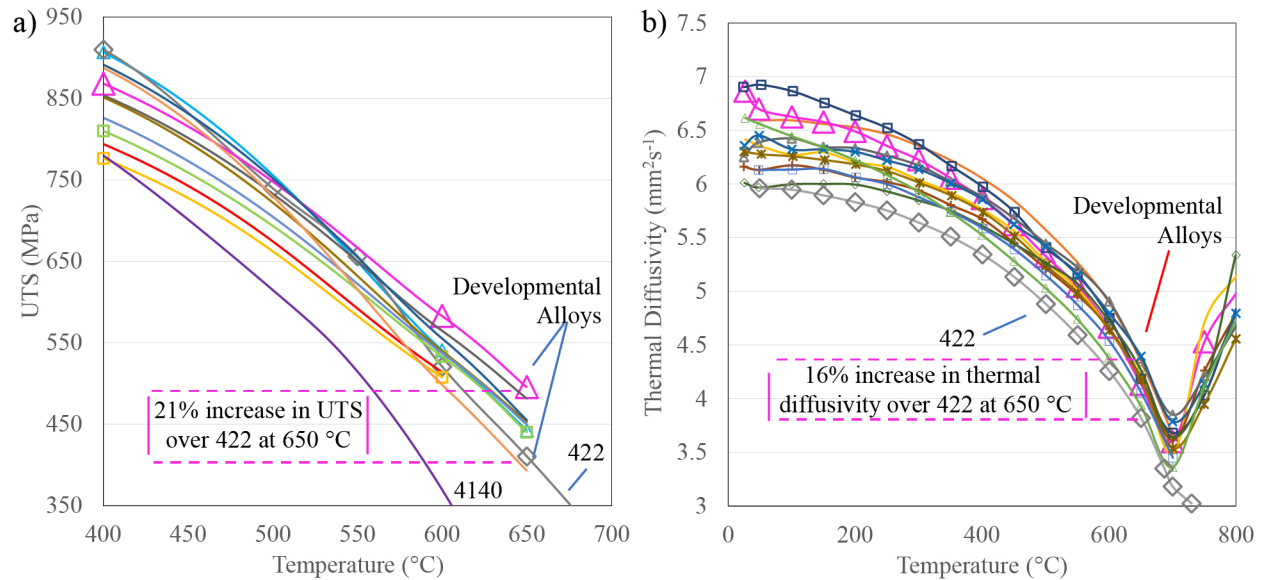 a)
950
850
750
650
550
450
350
UTS (MPa)
400
450
500
550
600
650
700
Temperature (°C)
Developmental
Alloys
21% increase in UTS
over 422 at 650 °C
422
4140
b)
7.5
7
6.5
6
5.5
5
4.5
4
3.5
3
Thermal Diffusivity (mm²s⁻¹)
0
200
400
600
800
Temperature (°C)
Developmental
Alloys
422
16% increase in thermal
diffusivity over 422 at 650 °C